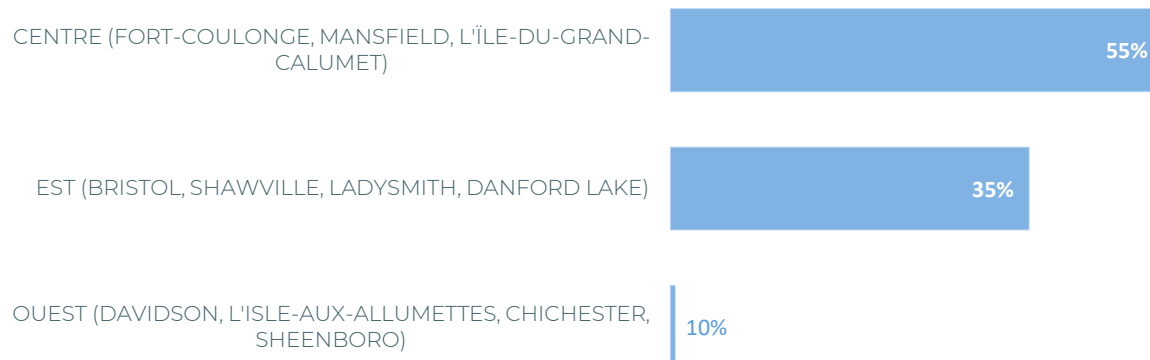 CENTRE (FORT-COULONGE, MANSFIELD, L'ÏLE-DU-GRAND-
CALUMET)
55%
EST (BRISTOL, SHAWVILLE, LADYSMITH, DANFORD LAKE)
35%
OUEST (DAVIDSON, L'ISLE-AUX-ALLUMETTES, CHICHESTER,
SHEENBORO)
10%